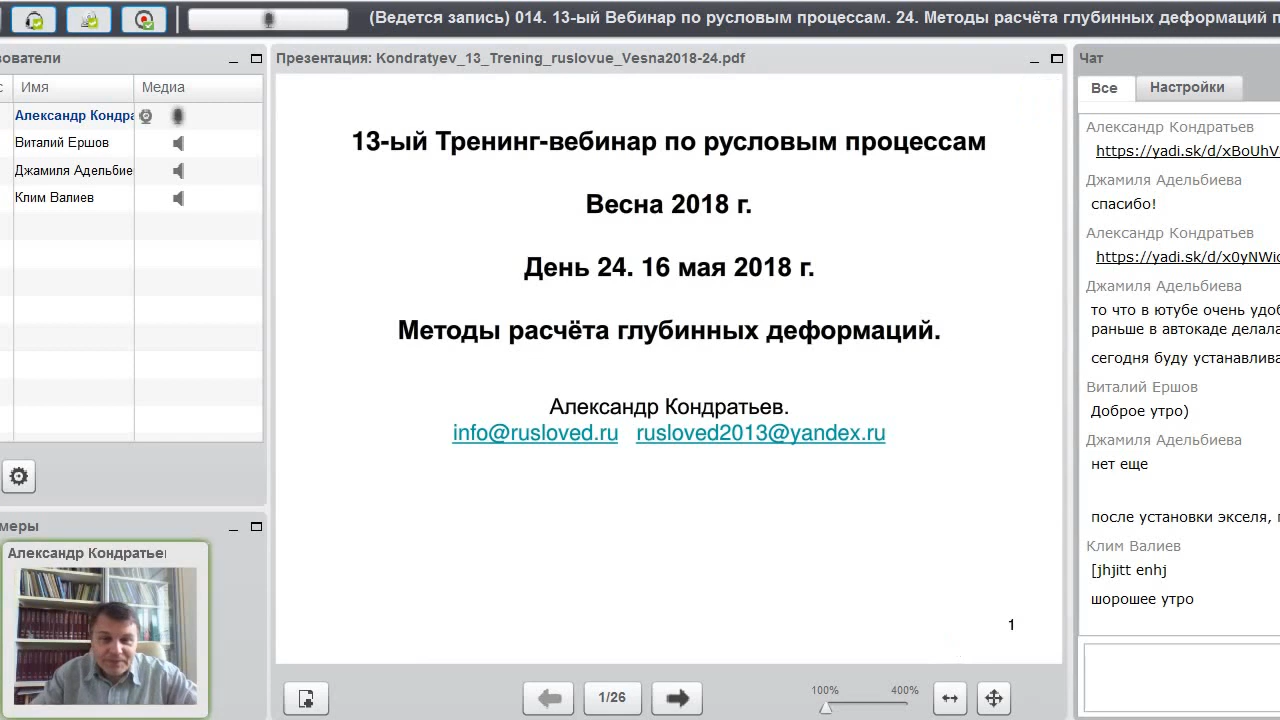 (Ведется запись) 014. 13-ый Вебинар по русловым процессам. 24. Методы расчёта глубинных деформаций п
зователи
Презентация: Kondratyev_13_Trening_ruslovue_Vesna2018-24.pdf
Чат
с
Имя
Медиа
Все
Настройки
Александр Кондра
Виталий Ершов
Джамиля Адельбие
Клим Валиев
13-ый Тренинг-вебинар по русловым процессам
Весна 2018 г.
День 24. 16 мая 2018 г.
Методы расчёта глубинных деформаций.
Александр Кондратьев.
info@rusloved.ru rusloved2013@yandex.ru
1
Александр Кондратьев
https://yadi.sk/d/xBoUhV
Джамиля Адельбиева
спасибо!
Александр Кондратьев
https://yadi.sk/d/x0yNWi
Джамиля Адельбиева
то что в ютубе очень удоб
раньше в автокаде делала
сегодня буду устанавлива
Виталий Ершов
Доброе утро)
Джамиля Адельбиева
нет еще
после установки экселя,
Клим Валиев
[jhjitt enhj
шорошее утро
меры
Александр Кондратье
1/26
100%
400%